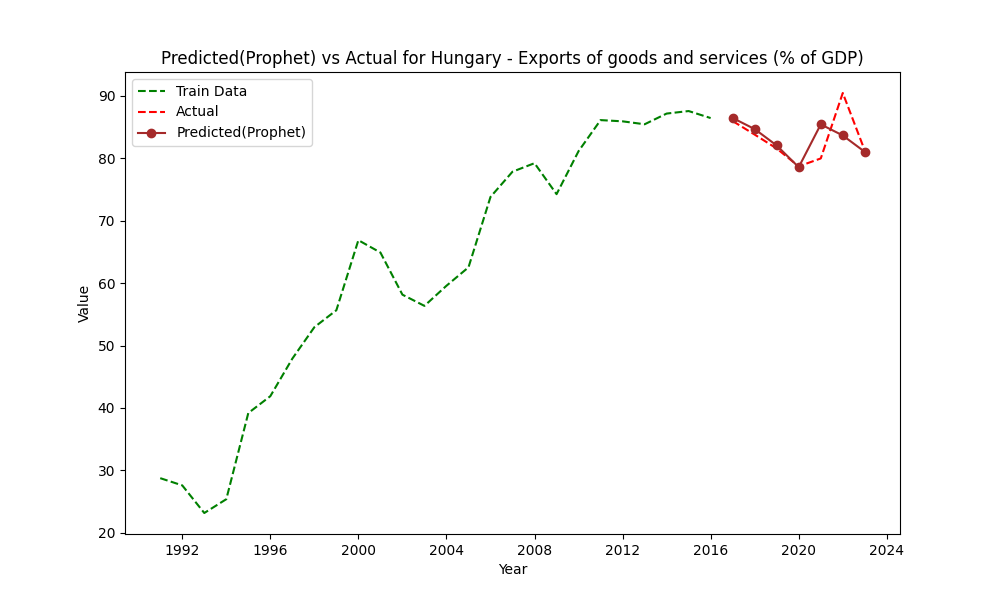 Predicted(Prophet) vs Actual for Hungary - Exports of goods and services (% of GDP)
Train Data
Actual
Predicted(Prophet)
90
80
70
60
50
40
30
20
Value
1992 1996 2000 2004 2008 2012 2016 2020 2024
Year